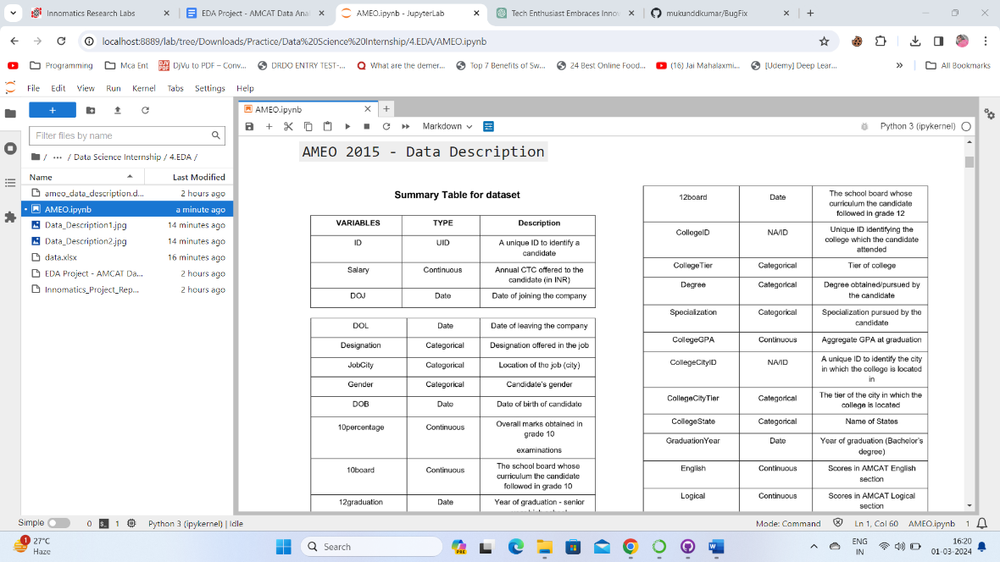 Innomatics Research Labs
EDA Project - AMCAT Data Anal
AMEO.ipynb - JupyterLab
Tech Enthusiast Embraces Innov
mukunddkumar/BugFix
localhost:8889/lab/tree/Downloads/Practice/Data%20Science%20Internship/4.EDA/AMEO.ipynb
Programming
Mca Ent
DjVu to PDF – Conv...
DRDO ENTRY TEST-...
What are the demer...
Top 7 Benefits of Sw...
24 Best Online Food...
(16) Jai Mahalaxmi...
[Udemy] Deep Lear...
All Bookmarks
File Edit View Run Kernel Tabs Settings Help
AMEO.ipynb
Markdown
Python 3 (ipykernel)
Filter files by name
/ ··· / Data Science Internship / 4.EDA /
Name Last Modified
ameo_data_description.d... 2 hours ago
AMEO.ipynb a minute ago
Data_Description1.jpg 14 minutes ago
Data_Description2.jpg 14 minutes ago
data.xlsx 16 minutes ago
EDA Project - AMCAT Da... 2 hours ago
Innomatics_Project_Rep... 2 hours ago
AMEO 2015 - Data Description
Summary Table for dataset
VARIABLES TYPE Description
ID UID A unique ID to identify a
candidate
Salary Continuous Annual CTC offered to the
candidate (in INR)
DOJ Date Date of joining the company
DOL Date Date of leaving the company
Designation Categorical Designation offered in the job
JobCity Categorical Location of the job (city)
Gender Categorical Candidate's gender
DOB Date Date of birth of candidate
10percentage Continuous Overall marks obtained in
grade 10
examinations
10board Continuous The school board whose
curriculum the candidate
followed in grade 10
12graduation Date Year of graduation - senior
12board Date The school board whose
curriculum the candidate
followed in grade 12
CollegeID NA/ID Unique ID identifying the
college which the candidate
attended
CollegeTier Categorical Tier of college
Degree Categorical Degree obtained/pursued by
the candidate
Specialization Categorical Specialization pursued by the
candidate
CollegeGPA Continuous Aggregate GPA at graduation
CollegeCityID NA/ID A unique ID to identify the city
in which the college is located
in
CollegeCityTier Categorical The tier of the city in which the
college is located
CollegeState Categorical Name of States
GraduationYear Date Year of graduation (Bachelor's
degree)
English Continuous Scores in AMCAT English
section
Logical Continuous Scores in AMCAT Logical
section
Simple 0 1 Python 3 (ipykernel) | Idle
Mode: Command Ln 1, Col 60 AMEO.ipynb 1
1 27°C
Haze
Search
PRE
ENG
IN
16:20
01-03-2024